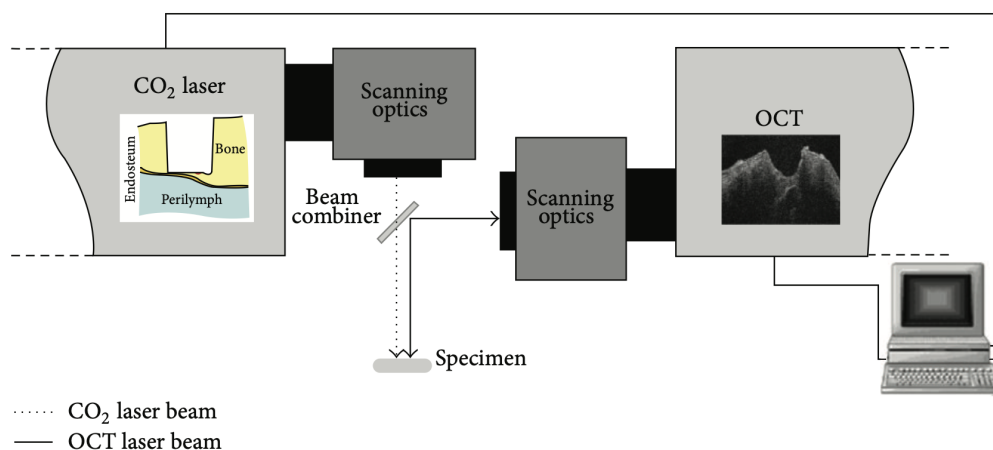 CO₂ laser
Endosteum
Bone
Perilymph
Scanning
optics
Beam
combiner
Scanning
optics
OCT
Specimen
CO₂ laser beam
OCT laser beam